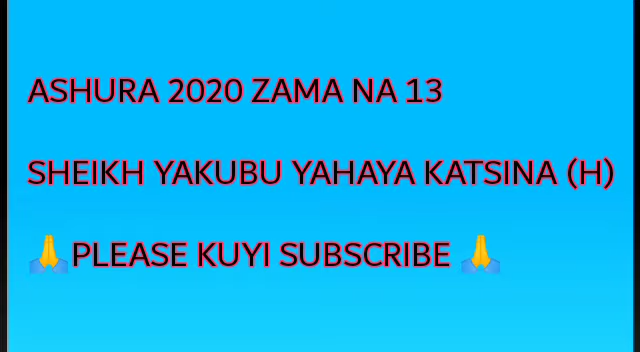 ASHURA 2020 ZAMA NA 13
SHEIKH YAKUBU YAHAYA KATSINA (H)
🙏PLEASE KUYI SUBSCRIBE 🙏